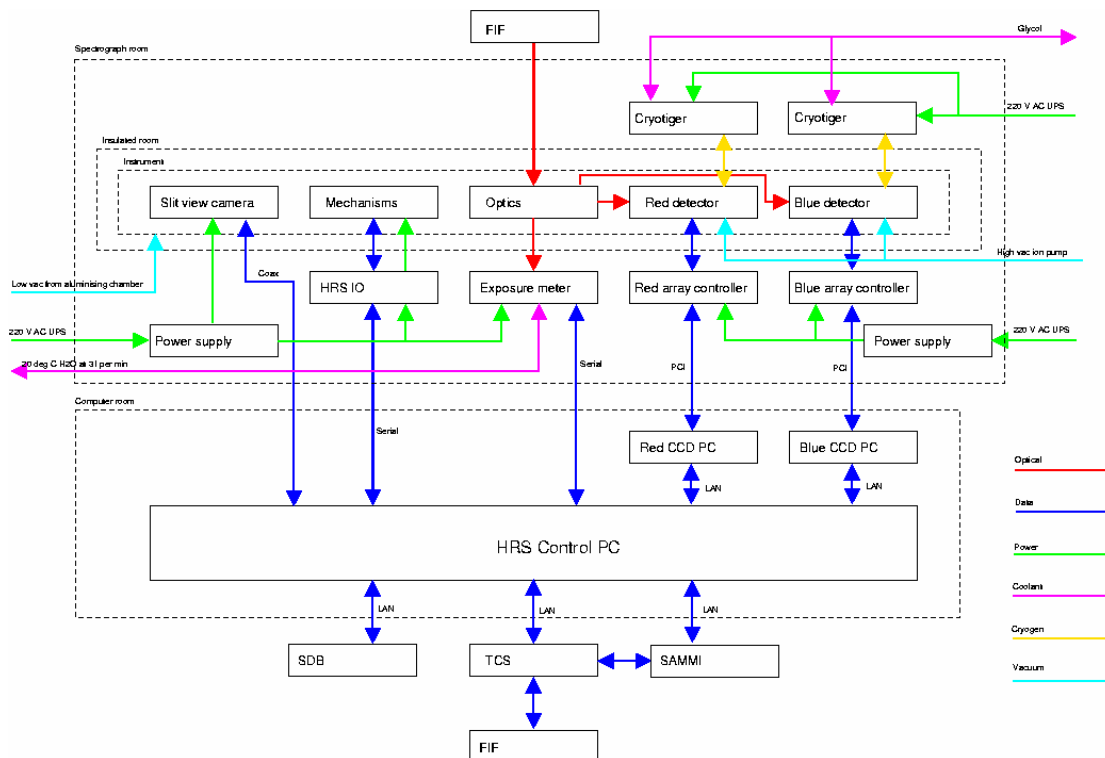 FIF
Glycol
Spectrograph room
Cryotiger
Cryotiger
220 V AC UPS
Insulated room
Instrument
Slit view camera
Mechanisms
Optics
Red detector
Blue detector
High vac ion pump
Coax
Low vac from aluminising chamber
HRS IO
Exposure meter
Red array controller
Blue array controller
220 V AC UPS
220 V AC UPS
Power supply
Power supply
20 deg C H2O at 3l per min
Serial
PCI
PCI
Computer room
Serial
Red CCD PC
Blue CCD PC
Optical
LAN
LAN
Data
HRS Control PC
Power
Coolant
LAN
LAN
LAN
Cryogen
SDB
TCS
SAMMI
Vacuum
FIF